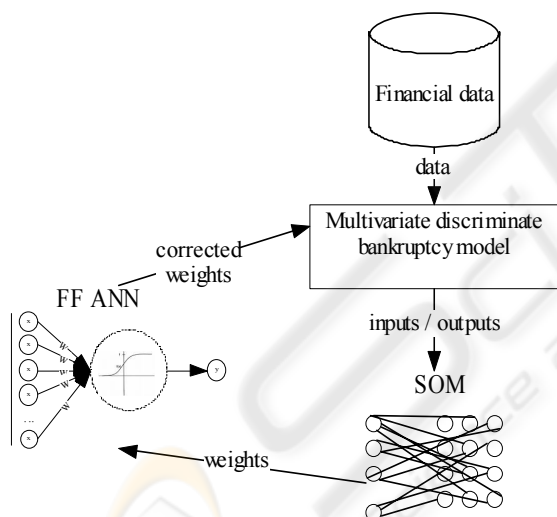 Financial data
data
Multivariate discriminate
bankruptcy model
corrected
weights
FF ANN
inputs / outputs
SOM
x
x
x
x
...
x
w
w
w
w
w
y
weights